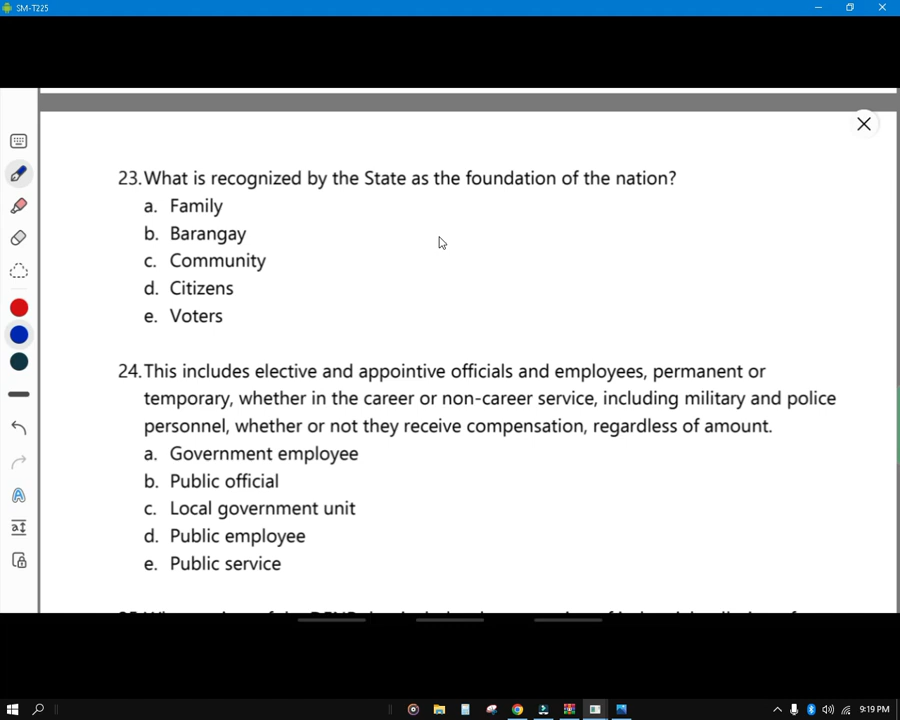 SM-T225
23. What is recognized by the State as the foundation of the nation?
a. Family
b. Barangay
c. Community
d. Citizens
e. Voters
24. This includes elective and appointive officials and employees, permanent or
temporary, whether in the career or non-career service, including military and police
personnel, whether or not they receive compensation, regardless of amount.
a. Government employee
b. Public official
c. Local government unit
d. Public employee
e. Public service
9:19 PM